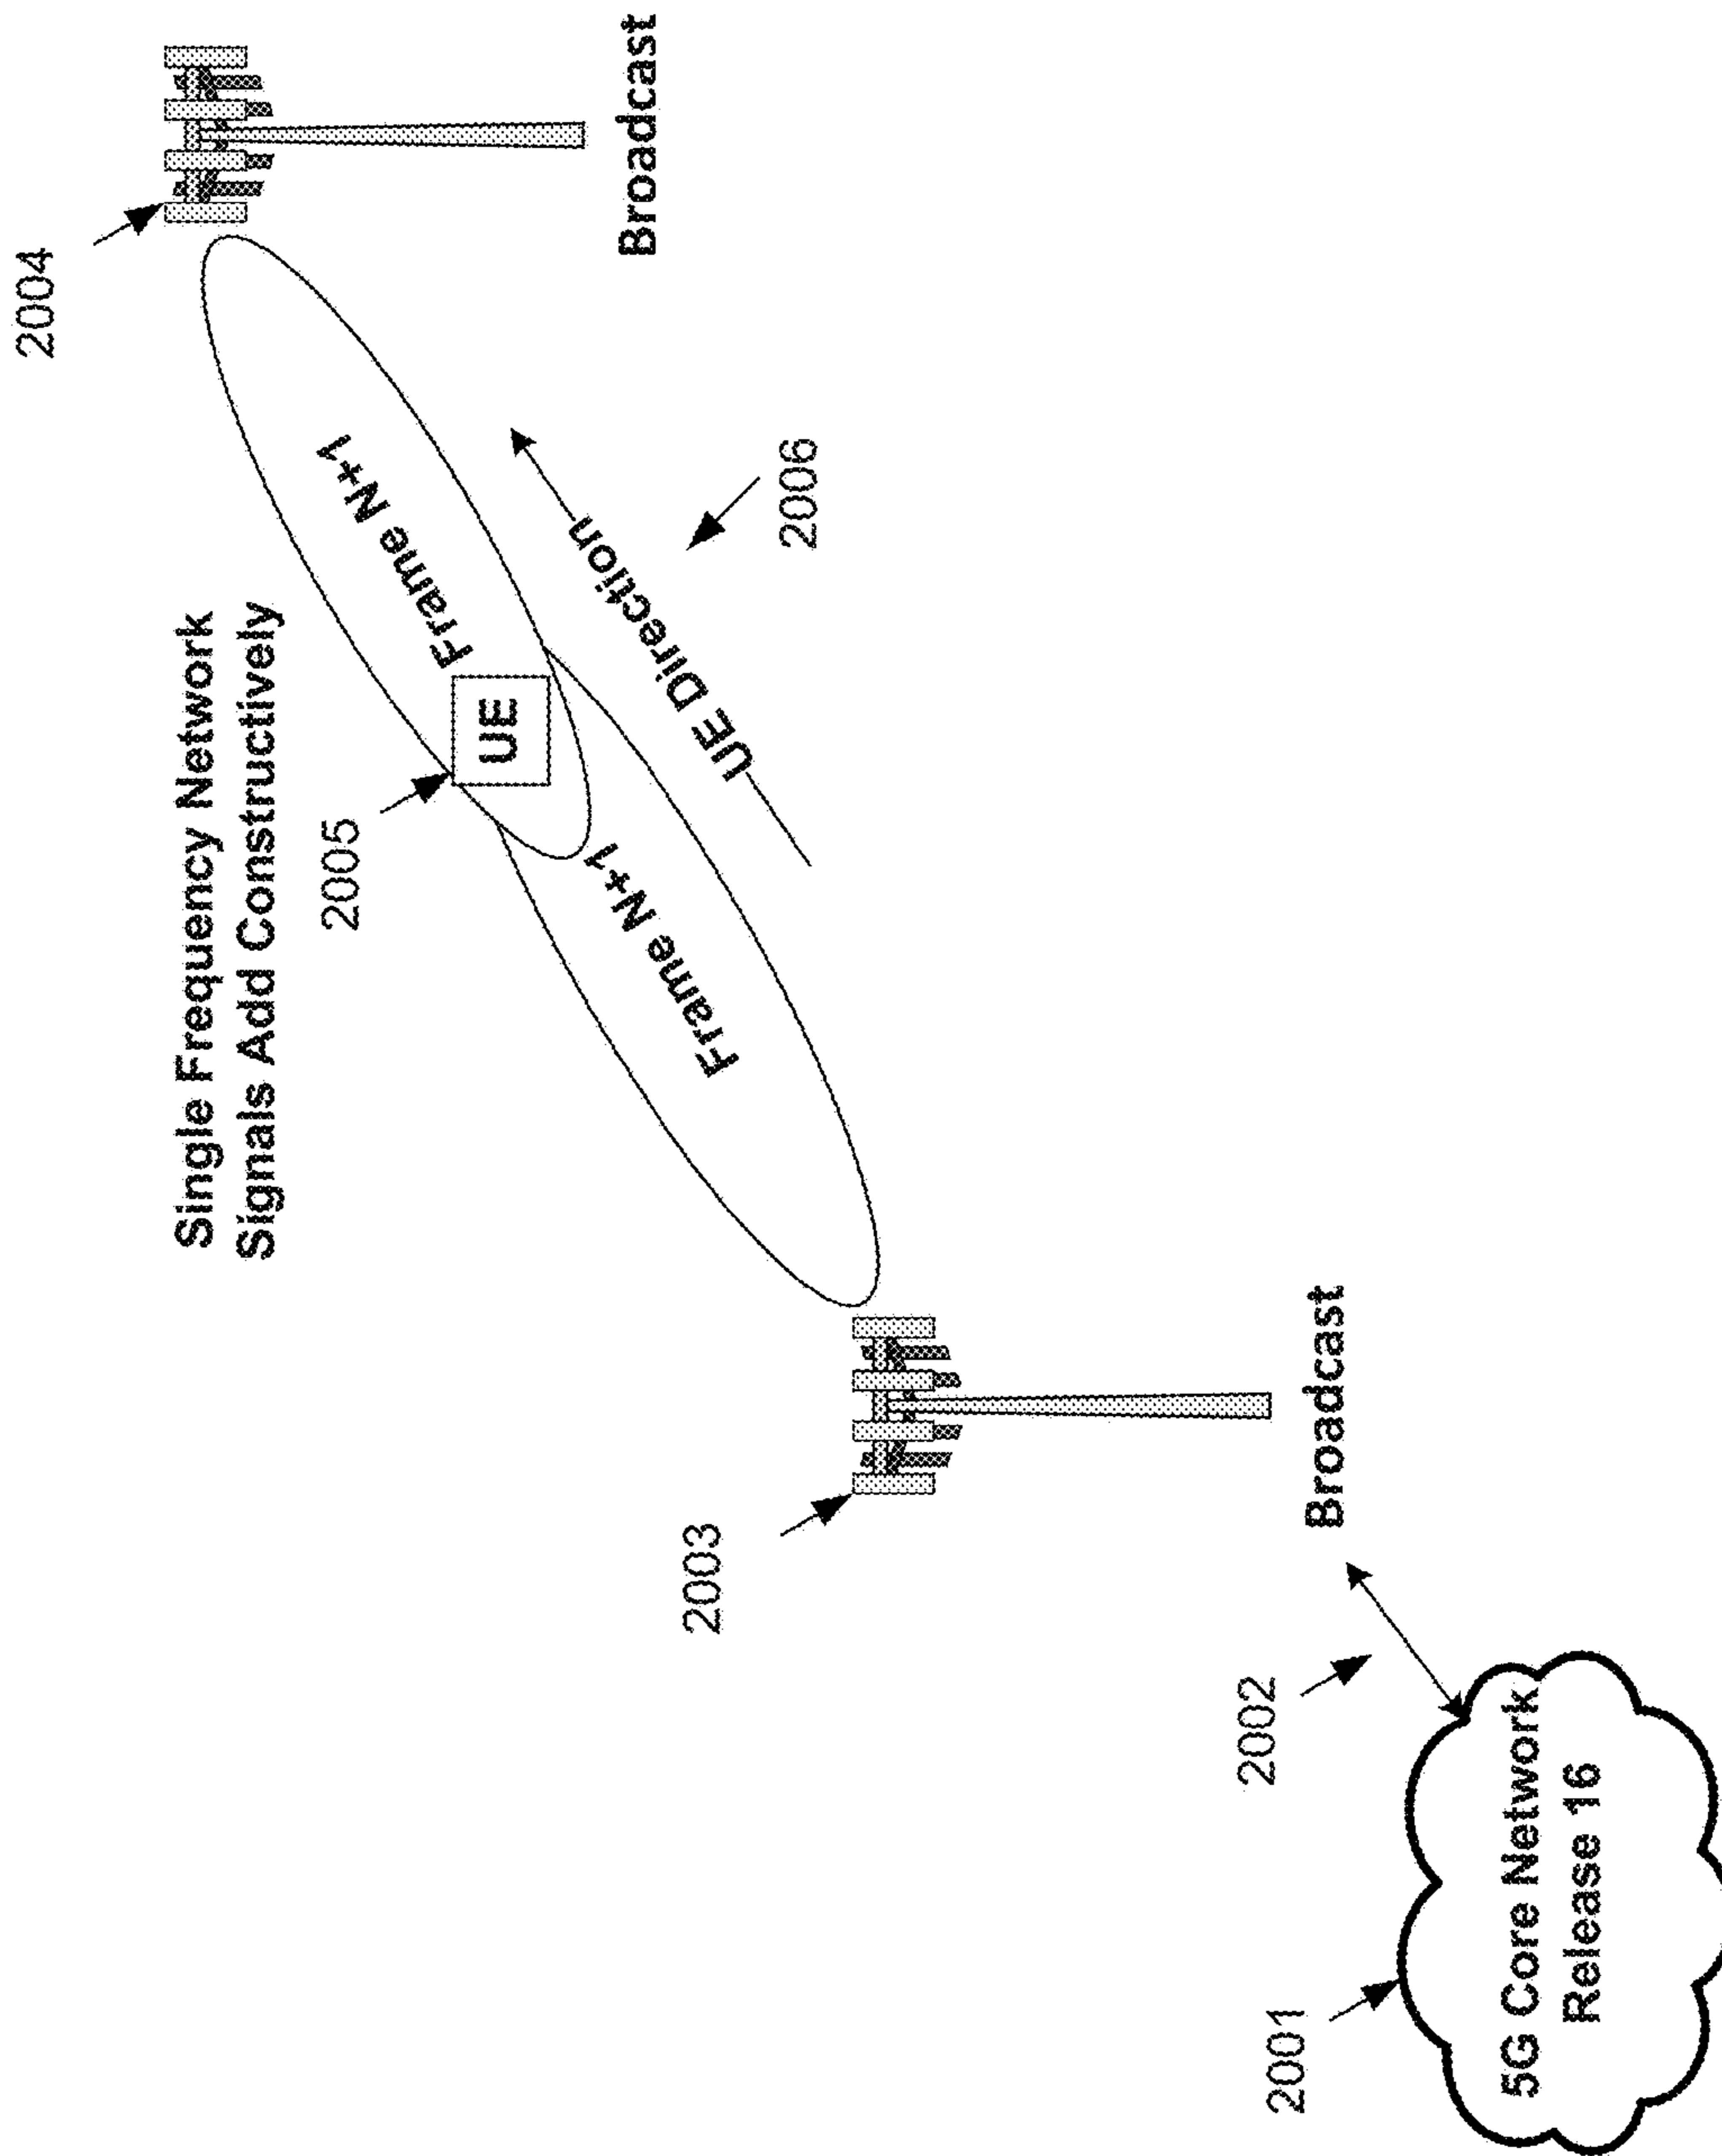 Single Frequency Network
Signals Add Constructively
2004
2005
UE
Frame N+1
Frame N+1
UE Direction
2006
Broadcast
2003
Broadcast
2002
2001
5G Core Network
Release 16